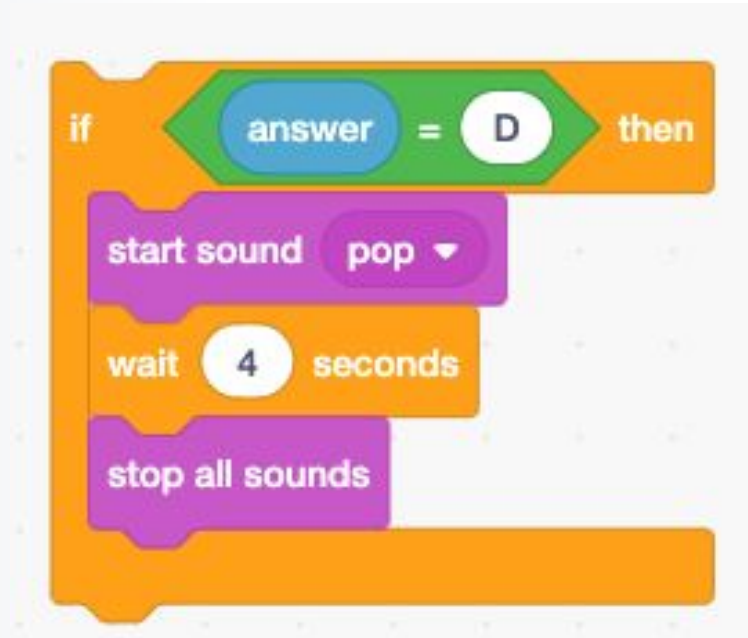 if answer = D then
start sound pop
wait 4 seconds
stop all sounds